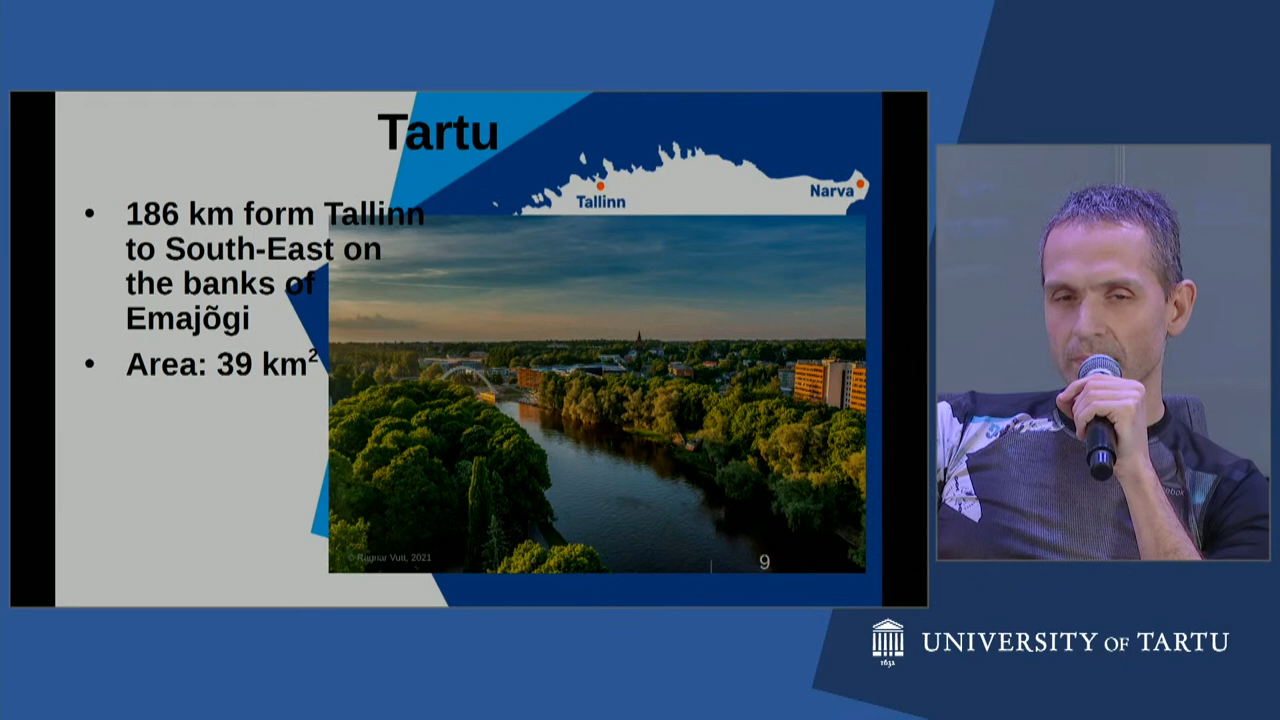 Tartu
Tallinn
Narva
• 186 km form Tallinn
to South-East on
the banks of
Emajõgi
• Area: 39 km²
© Ragnar Vutt, 2021
9
1632
UNIVERSITY OF TARTU